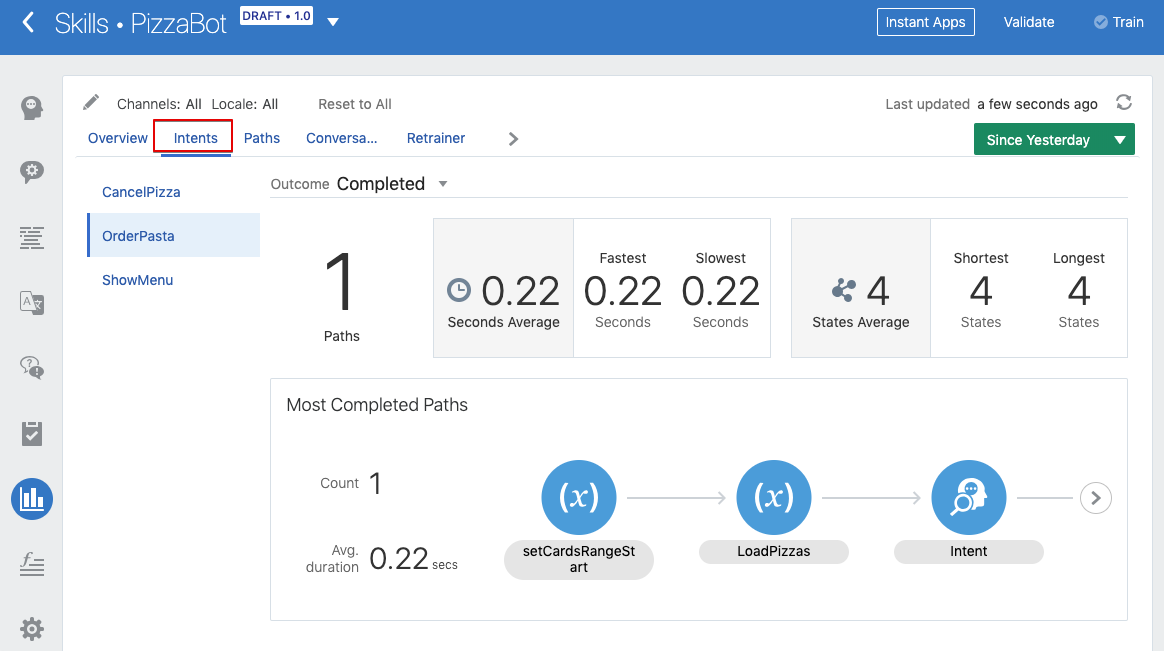 Skills • PizzaBot DRAFT • 1.0
Instant Apps Validate Train
Channels: All Locale: All Reset to All
Last updated a few seconds ago
Overview Intents Paths Conversa... Retrainer
Since Yesterday
CancelPizza
OrderPasta
ShowMenu
Outcome Completed
1
Paths
0.22
Seconds Average
Fastest
0.22
Seconds
Slowest
0.22
Seconds
4
States Average
Shortest
4
States
Longest
4
States
Most Completed Paths
Count 1
Avg.
duration 0.22 secs
(x)
setCardsRangeSt
art
(x)
LoadPizzas
Intent